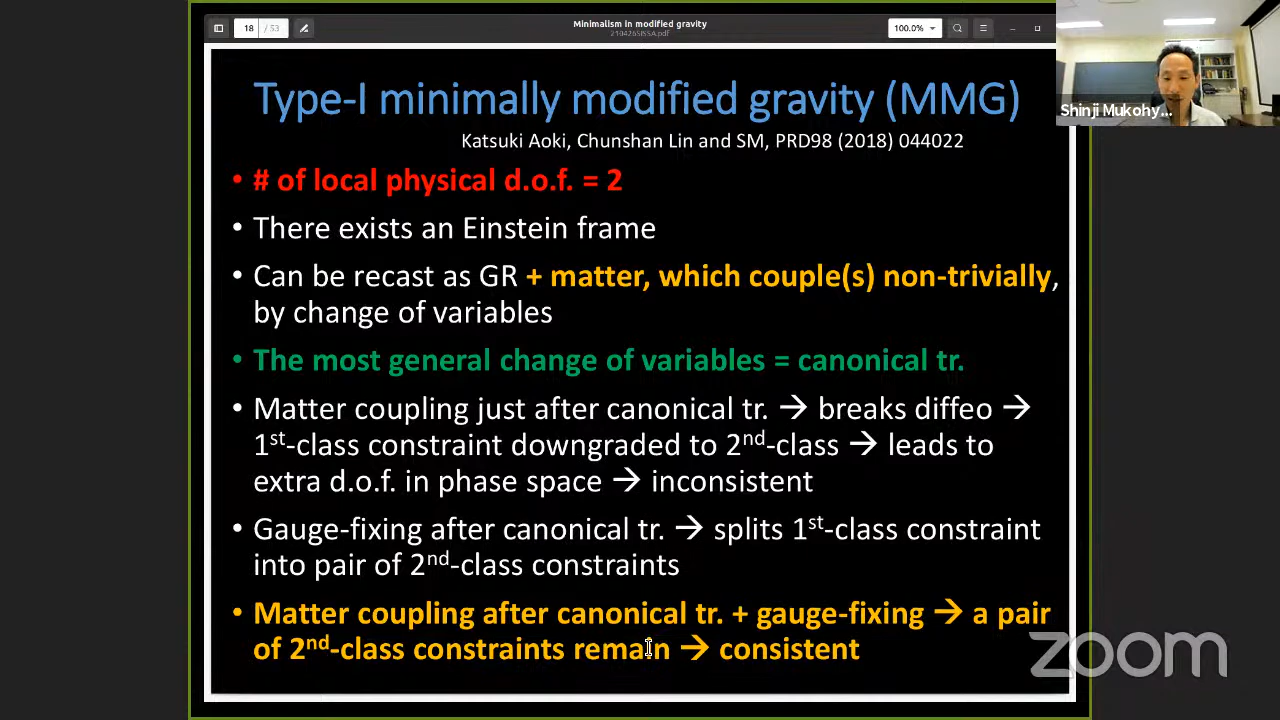 18 / 53
Minimalism in modified gravity
210426SISSA.pdf
100.0%
Shinji Mukohy...
Type-I minimally modified gravity (MMG)
Katsuki Aoki, Chunshan Lin and SM, PRD98 (2018) 044022
• # of local physical d.o.f. = 2
• There exists an Einstein frame
• Can be recast as GR + matter, which couple(s) non-trivially,
by change of variables
• The most general change of variables = canonical tr.
• Matter coupling just after canonical tr. → breaks diffeo →
1st-class constraint downgraded to 2nd-class → leads to
extra d.o.f. in phase space → inconsistent
• Gauge-fixing after canonical tr. → splits 1st-class constraint
into pair of 2nd-class constraints
• Matter coupling after canonical tr. + gauge-fixing → a pair
of 2nd-class constraints remain → consistent
zoom